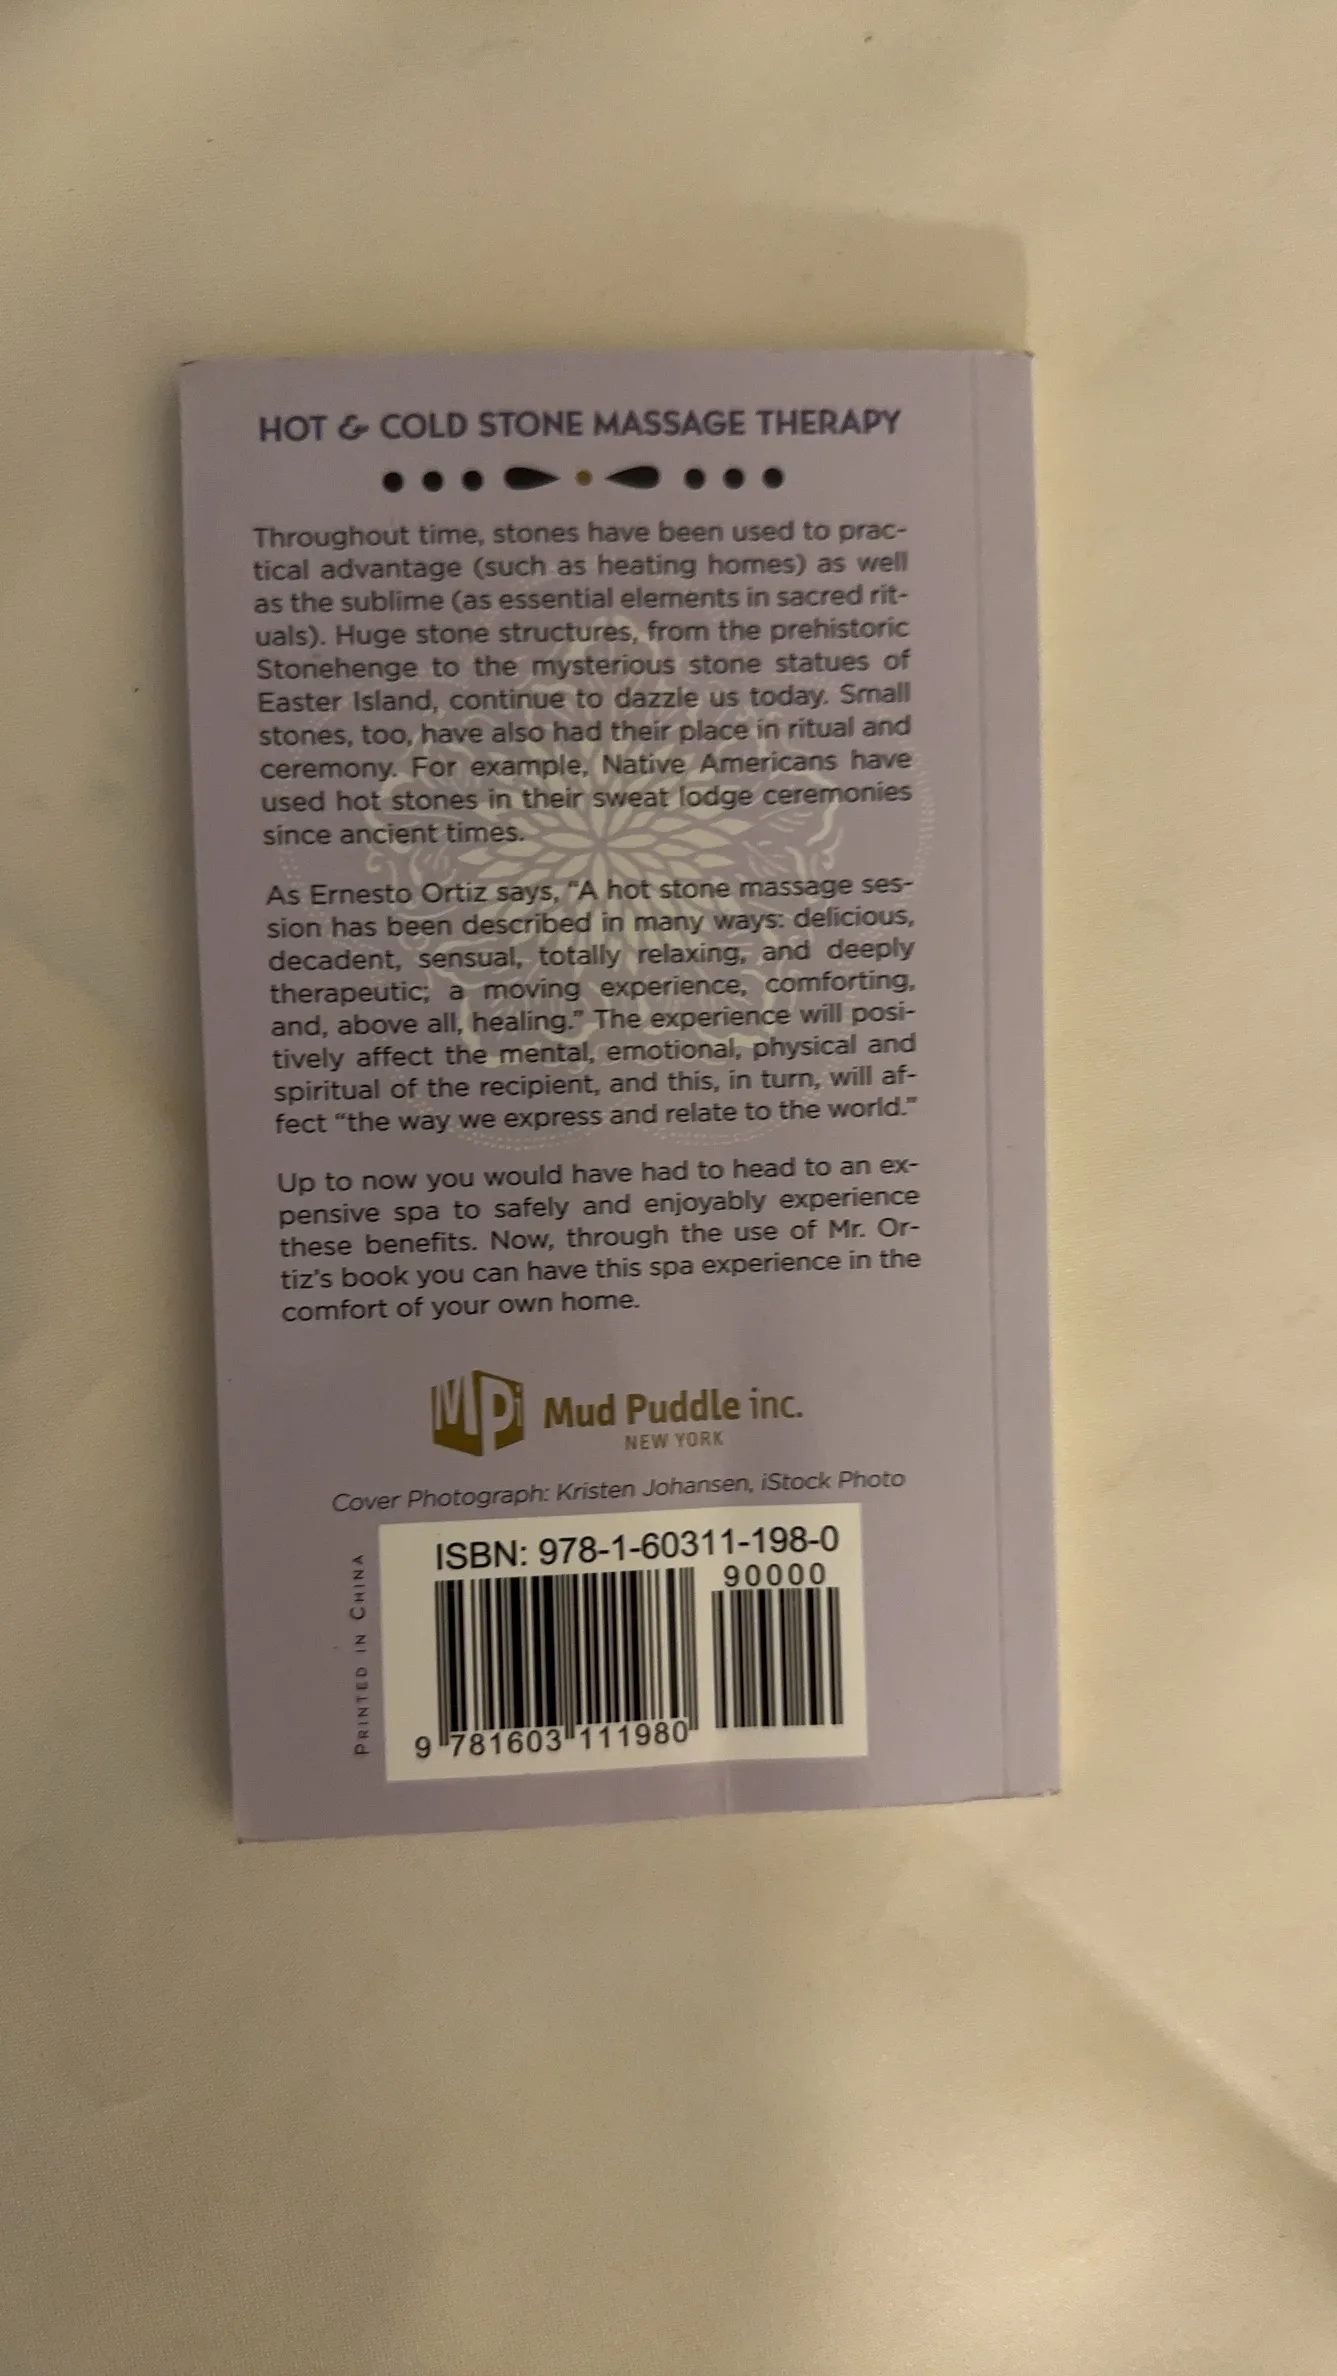 HOT & COLD STONE MASSAGE THERAPY
Throughout time, stones have been used to prac-
tical advantage (such as heating homes) as well
as the sublime (as essential elements in sacred rit-
uals). Huge stone structures, from the prehistoric
Stonehenge to the mysterious stone statues of
Easter Island, continue to dazzle us today. Small
stones, too, have also had their place in ritual and
ceremony. For example, Native Americans have
used hot stones in their sweat lodge ceremonies
since ancient times.
As Ernesto Ortiz says, "A hot stone massage ses-
sion has been described in many ways: delicious,
decadent, sensual, totally relaxing, and deeply
therapeutic; a moving experience, comforting,
and, above all, healing." The experience will posi-
tively affect the mental, emotional, physical and
spiritual of the recipient, and this, in turn, will af-
fect "the way we express and relate to the world."
Up to now you would have had to head to an ex-
pensive spa to safely and enjoyably experience
these benefits. Now, through the use of Mr. Or-
tiz's book you can have this spa experience in the
comfort of your own home.
MPi Mud Puddle inc.
NEW YORK
Cover Photograph: Kristen Johansen, iStock Photo
PRINTED IN CHINA
ISBN: 978-1-60311-198-0
90000
9 781603 111980